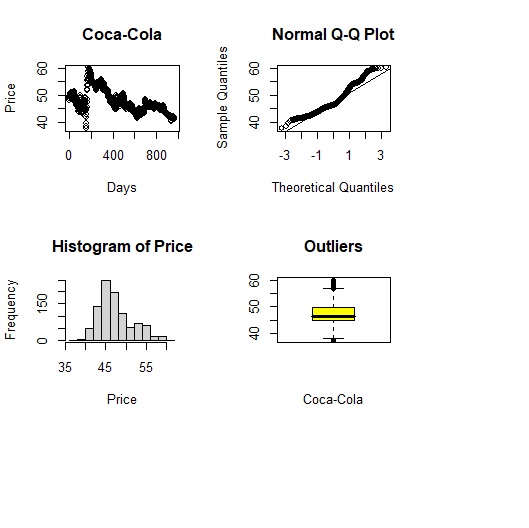 Coca-Cola
Price
40 50 60
0 400 800
Days
Normal Q-Q Plot
Sample Quantiles
40 50 60
-3 -1 1 3
Theoretical Quantiles
Histogram of Price
Frequency
0 150
35 45 55
Price
Outliers
40 50 60
Coca-Cola